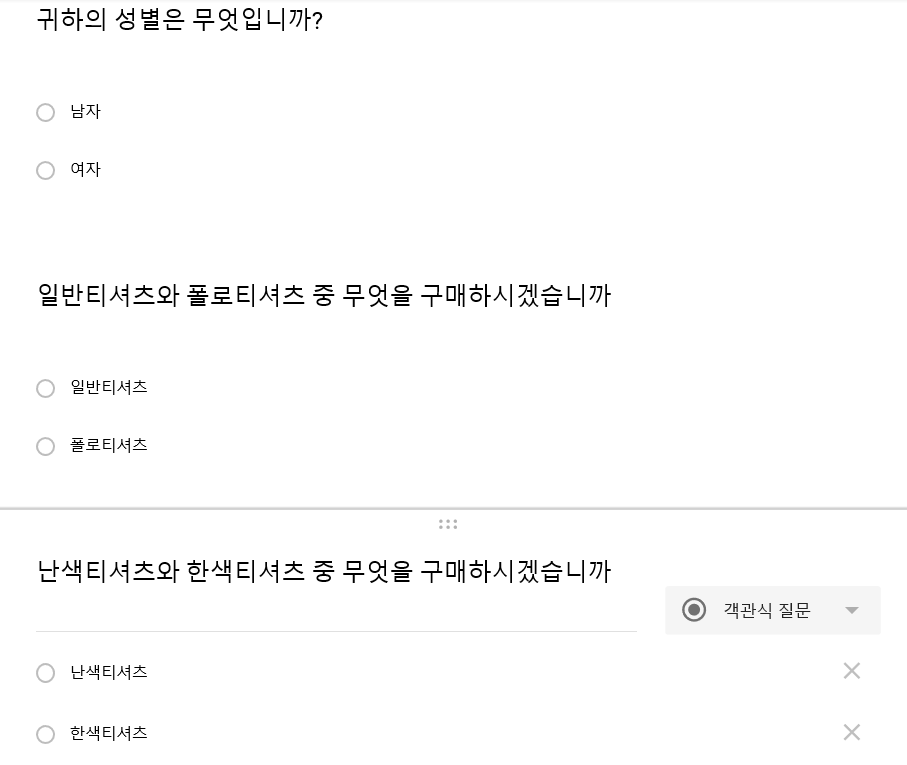 귀하의 성별은 무엇입니까?
남자
여자
일반티셔츠와 폴로티셔츠 중 무엇을 구매하시겠습니까
일반티셔츠
폴로티셔츠
난색티셔츠와 한색티셔츠 중 무엇을 구매하시겠습니까
객관식 질문
난색티셔츠
한색티셔츠